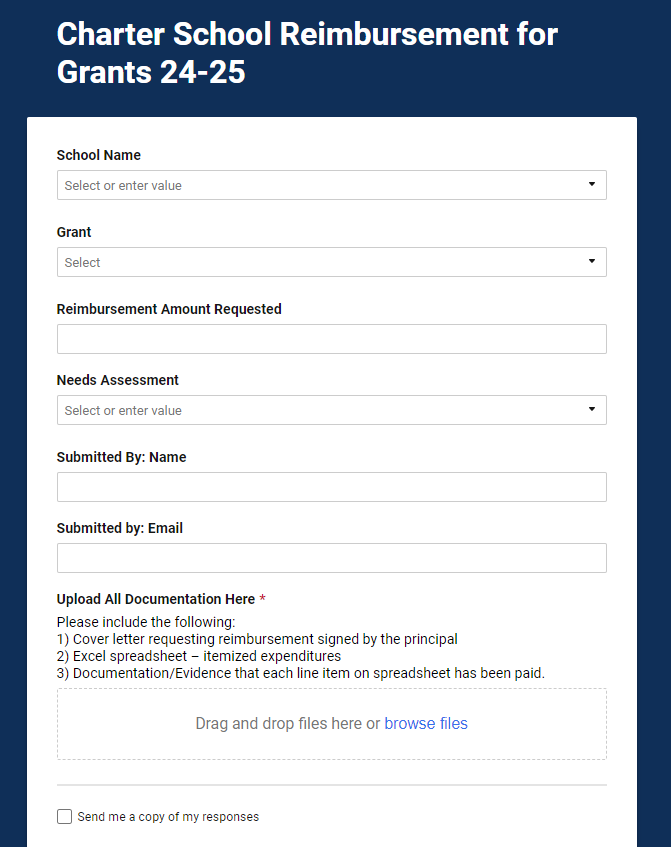 Charter School Reimbursement for
Grants 24-25
School Name
Select or enter value
Grant
Select
Reimbursement Amount Requested
Needs Assessment
Select or enter value
Submitted By: Name
Submitted by: Email
Upload All Documentation Here *
Please include the following:
1) Cover letter requesting reimbursement signed by the principal
2) Excel spreadsheet – itemized expenditures
3) Documentation/Evidence that each line item on spreadsheet has been paid.
Drag and drop files here or browse files
Send me a copy of my responses